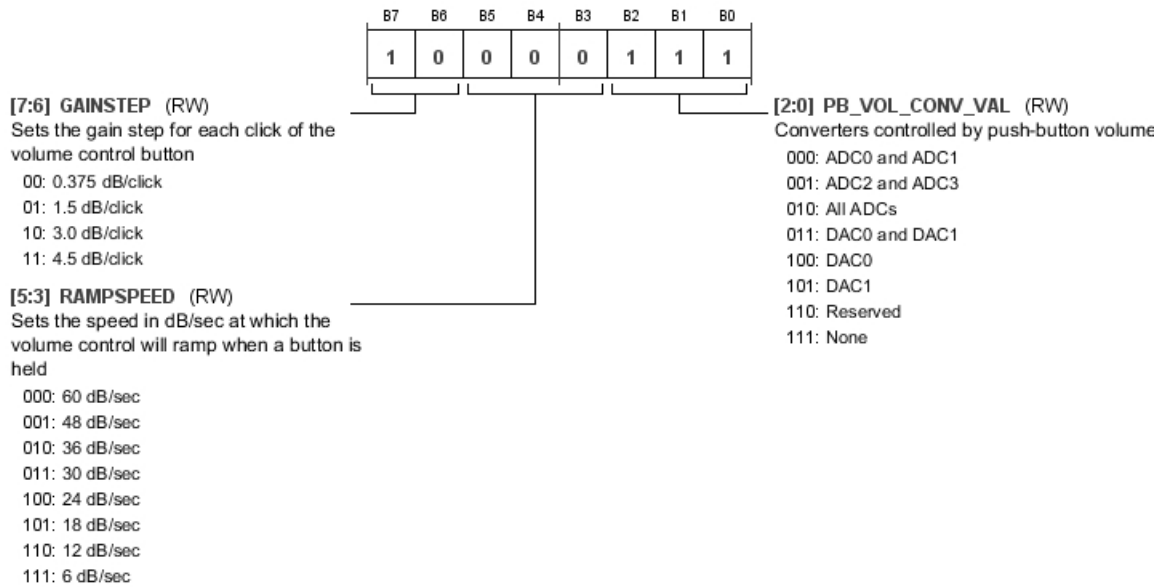 B7 B6 B5 B4 B3 B2 B1 B0
1 0 0 0 0 1 1 1
[7:6] GAINSTEP (RW)
Sets the gain step for each click of the
volume control button
00: 0.375 dB/click
01: 1.5 dB/click
10: 3.0 dB/click
11: 4.5 dB/click
[5:3] RAMPSPEED (RW)
Sets the speed in dB/sec at which the
volume control will ramp when a button is
held
000: 60 dB/sec
001: 48 dB/sec
010: 36 dB/sec
011: 30 dB/sec
100: 24 dB/sec
101: 18 dB/sec
110: 12 dB/sec
111: 6 dB/sec
[2:0] PB_VOL_CONV_VAL (RW)
Converters controlled by push-button volume
000: ADC0 and ADC1
001: ADC2 and ADC3
010: All ADCs
011: DAC0 and DAC1
100: DAC0
101: DAC1
110: Reserved
111: None